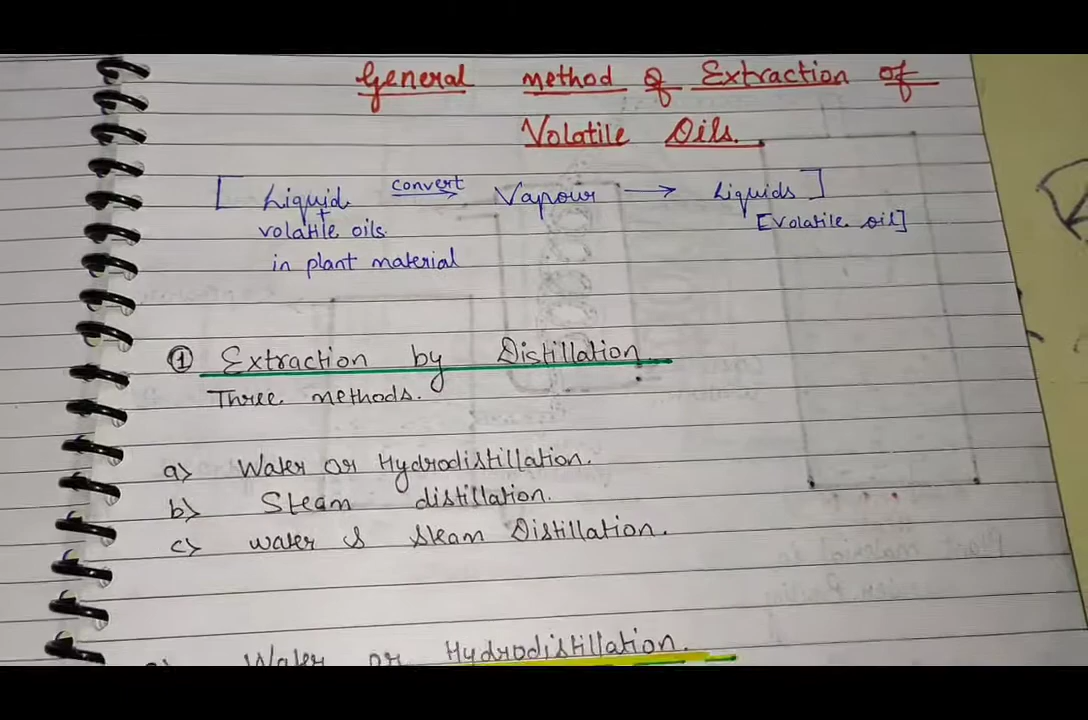 General method of Extraction of
Volatile Oils.
[ Liquid convert Vapour → Liquids ]
+
volatile oils. [Volatile oil]
in plant material
① Extraction by Distillation.
Three methods.
a) Water or Hydrodistillation.
b) Steam distillation.
c) water & steam Distillation.
a) Water or Hydrodistillation.